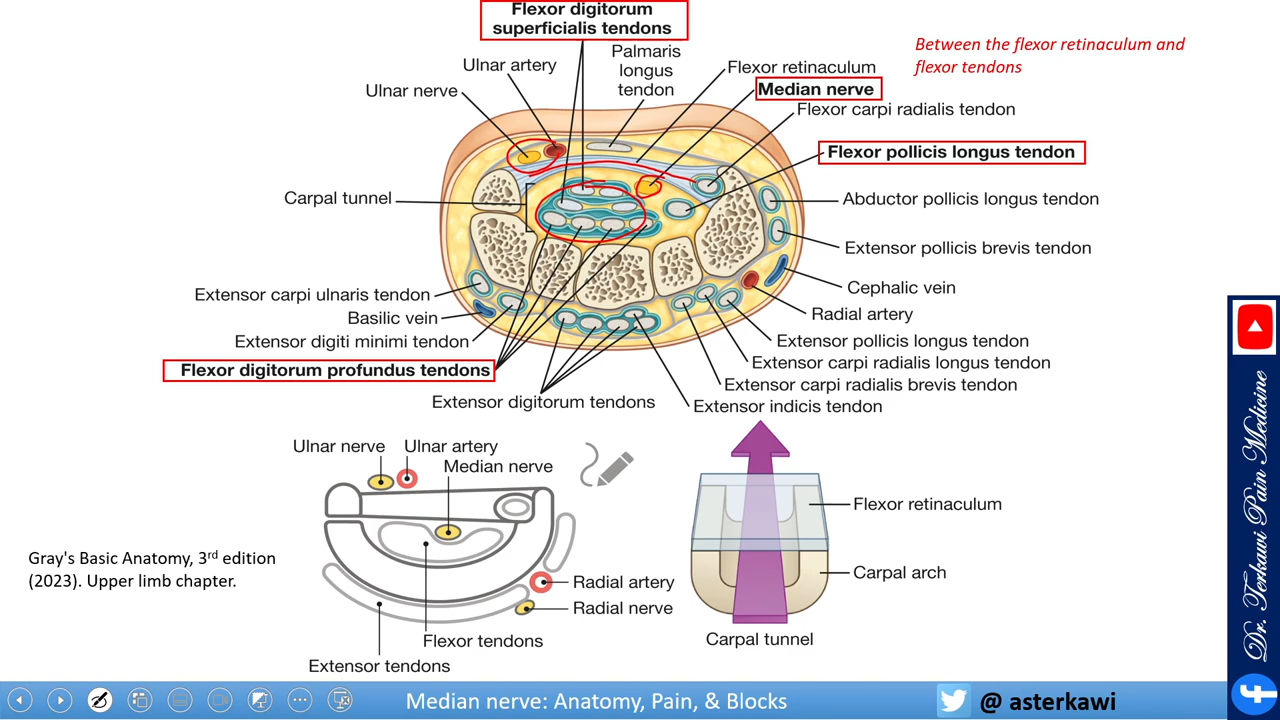 Flexor digitorum
superficialis tendons
Between the flexor retinaculum and
flexor tendons
Palmaris
longus
tendon
Ulnar artery
Ulnar nerve
Flexor retinaculum
Median nerve
Flexor carpi radialis tendon
Flexor pollicis longus tendon
Carpal tunnel
Abductor pollicis longus tendon
Extensor pollicis brevis tendon
Cephalic vein
Radial artery
Extensor carpi ulnaris tendon
Basilic vein
Extensor digiti minimi tendon
Flexor digitorum profundus tendons
Extensor digitorum tendons
Extensor pollicis longus tendon
Extensor carpi radialis longus tendon
Extensor carpi radialis brevis tendon
Extensor indicis tendon
Ulnar nerve
Ulnar artery
Median nerve
Radial artery
Radial nerve
Flexor tendons
Extensor tendons
Flexor retinaculum
Carpal arch
Carpal tunnel
Gray's Basic Anatomy, 3rd edition
(2023). Upper limb chapter.
Dr. Terkawi Pain Medicine
Median nerve: Anatomy, Pain, & Blocks
@ asterkawi